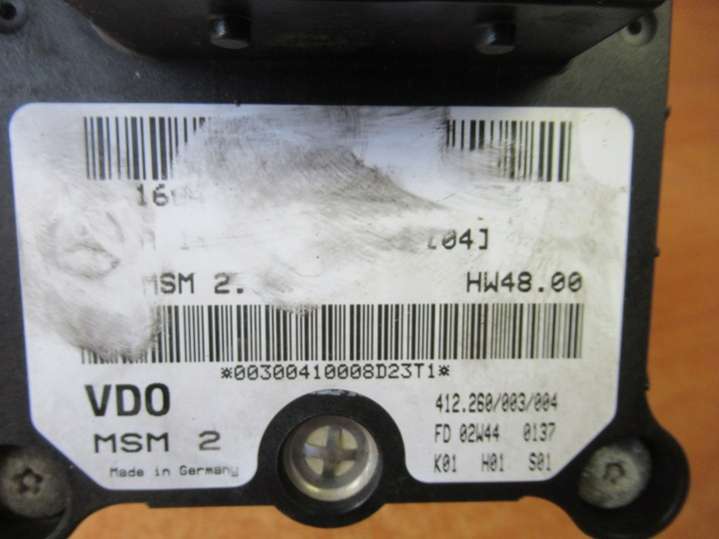 [04]
MSM 2. HW48.00
*00300410008D23T1*
VDO 412.260/003/004
MSM 2 FD 02W44 0137
Made in Germany K01 H01 S01